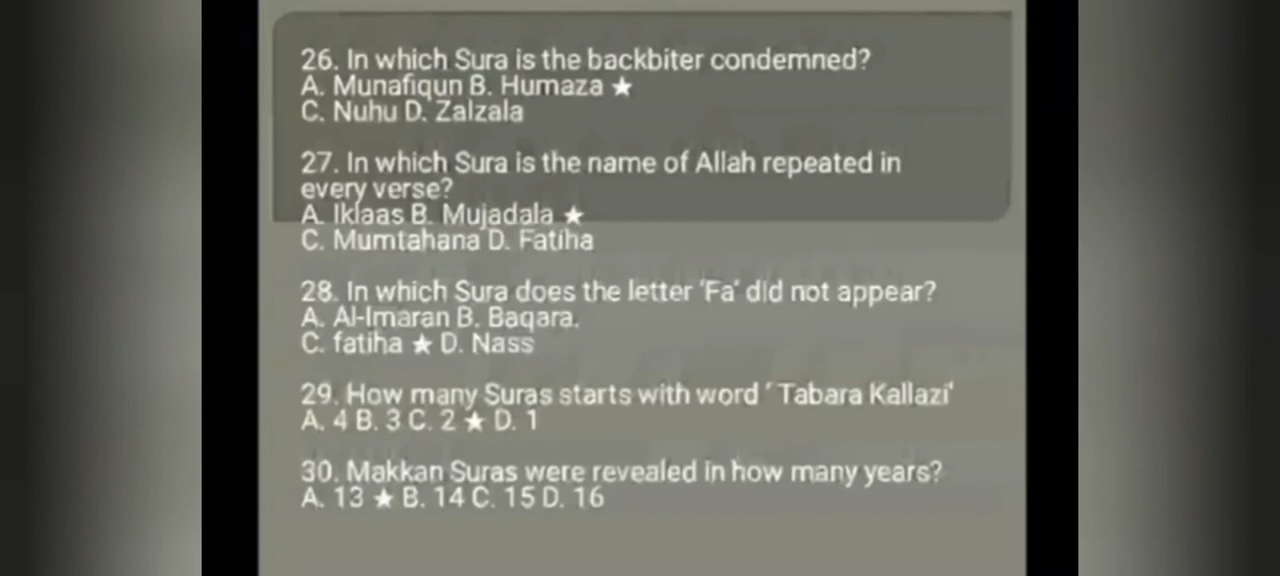 26. In which Sura is the backbiter condemned?
A. Munafiqun B. Humaza ★
C. Nuhu D. Zalzala
27. In which Sura is the name of Allah repeated in
every verse?
A. Iklaas B. Mujadala ★
C. Mumtahana D. Fatiha
28. In which Sura does the letter 'Fa' did not appear?
A. Al-Imaran B. Baqara.
C. fatiha ★ D. Nass
29. How many Suras starts with word ' Tabara Kallazi'
A. 4 B. 3 C. 2 ★ D. 1
30. Makkan Suras were revealed in how many years?
A. 13 ★ B. 14 C. 15 D. 16